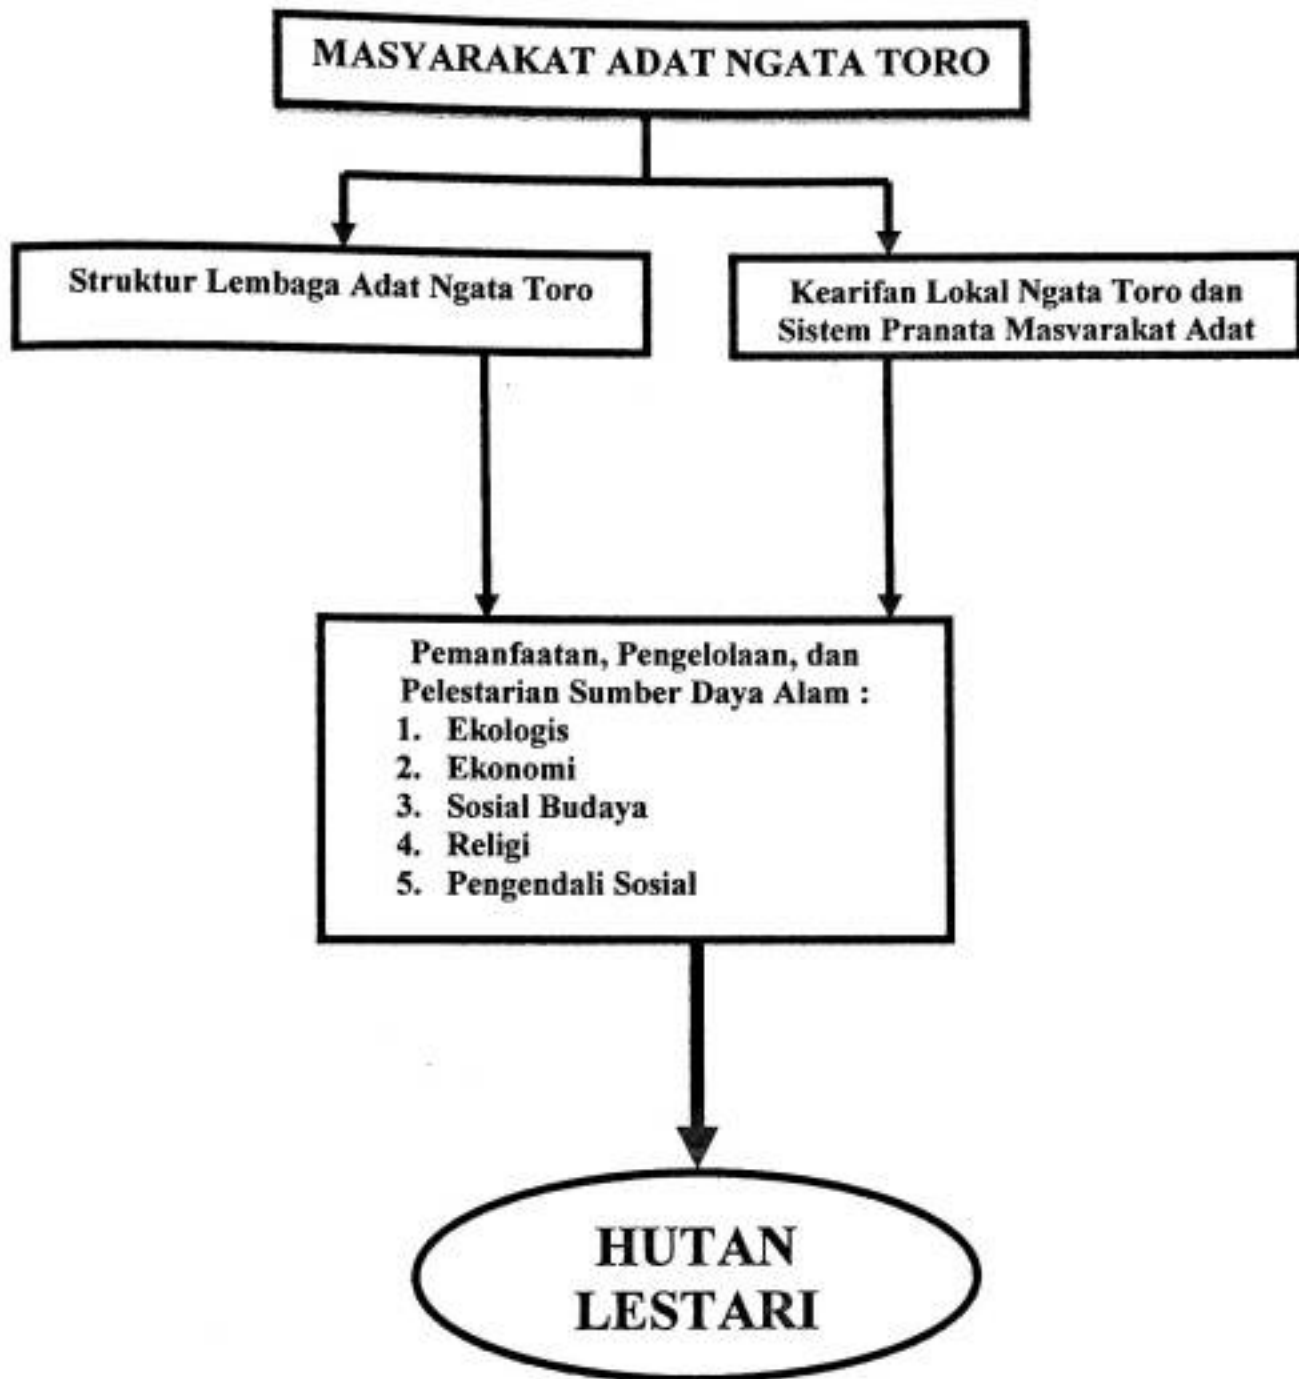 MASYARAKAT ADAT NGATA TORO
Struktur Lembaga Adat Ngata Toro
Kearifan Lokal Ngata Toro dan
Sistem Pranata Masvarakat Adat
Pemanfaatan, Pengelolaan, dan
Pelestarian Sumber Daya Alam :
1. Ekologis
2. Ekonomi
3. Sosial Budaya
4. Religi
5. Pengendali Sosial
HUTAN
LESTARI